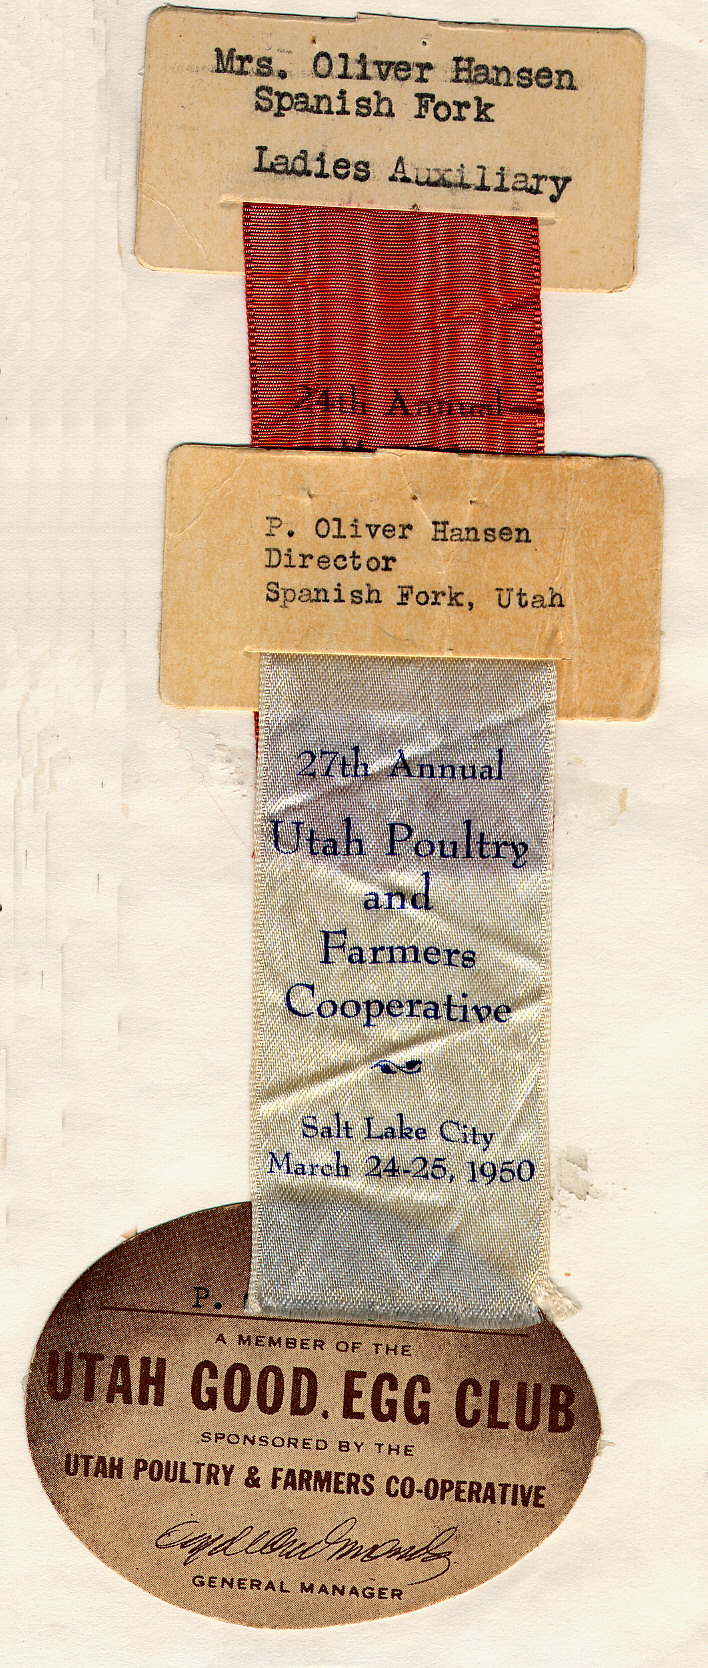 Mrs. Oliver Hansen
Spanish Fork
Ladies Auxiliary
24th Annual
P. Oliver Hansen
Director
Spanish Fork, Utah
27th Annual
Utah Poultry
and
Farmers
Cooperative
Salt Lake City
March 24-25, 1950
P.
A MEMBER OF THE
UTAH GOOD EGG CLUB
SPONSORED BY THE
UTAH POULTRY & FARMERS CO-OPERATIVE
GENERAL MANAGER